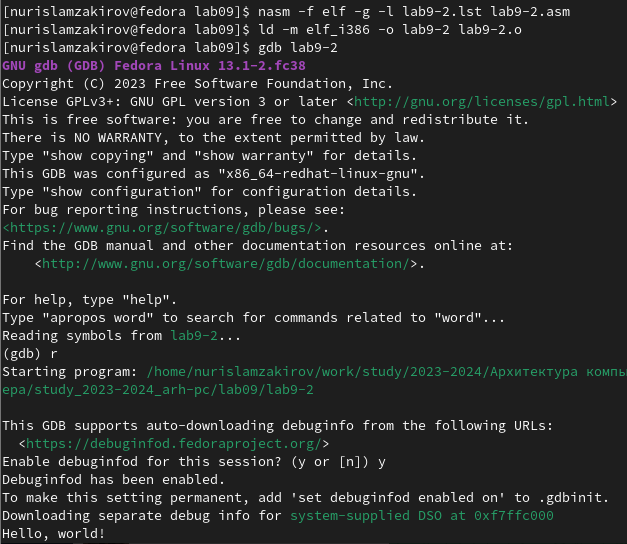 [nurislamzakirov@fedora lab09]$ nasm -f elf -g -l lab9-2.lst lab9-2.asm
[nurislamzakirov@fedora lab09]$ ld -m elf_i386 -o lab9-2 lab9-2.o
[nurislamzakirov@fedora lab09]$ gdb lab9-2
GNU gdb (GDB) Fedora Linux 13.1-2.fc38
Copyright (C) 2023 Free Software Foundation, Inc.
License GPLv3+: GNU GPL version 3 or later <http://gnu.org/licenses/gpl.html>
This is free software: you are free to change and redistribute it.
There is NO WARRANTY, to the extent permitted by law.
Type "show copying" and "show warranty" for details.
This GDB was configured as "x86_64-redhat-linux-gnu".
Type "show configuration" for configuration details.
For bug reporting instructions, please see:
<https://www.gnu.org/software/gdb/bugs/>.
Find the GDB manual and other documentation resources online at:
    <http://www.gnu.org/software/gdb/documentation/>.
For help, type "help".
Type "apropos word" to search for commands related to "word"...
Reading symbols from lab9-2...
(gdb) r
Starting program: /home/nurislamzakirov/work/study/2023-2024/Архитектура компь
ера/study_2023-2024_arh-pc/lab09/lab9-2
This GDB supports auto-downloading debuginfo from the following URLs:
  <https://debuginfod.fedoraproject.org/>
Enable debuginfod for this session? (y or [n]) y
Debuginfod has been enabled.
To make this setting permanent, add 'set debuginfod enabled on' to .gdbinit.
Downloading separate debug info for system-supplied DSO at 0xf7ffc000
Hello, world!